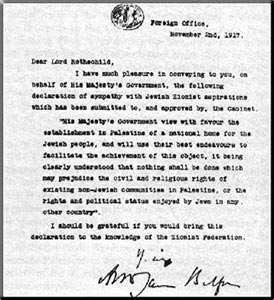 Foreign Office,
November 2nd, 1917.
Dear Lord Rothschild,
I have much pleasure in conveying to you, on
behalf of His Majesty's Government, the following
declaration of sympathy with Jewish Zionist aspirations
which has been submitted to, and approved by, the Cabinet.
"His Majesty's Government view with favour the
establishment in Palestine of a national home for the
Jewish people, and will use their best endeavours to
facilitate the achievement of this object, it being
clearly understood that nothing shall be done which
may prejudice the civil and religious rights of
existing non-Jewish communities in Palestine, or the
rights and political status enjoyed by Jews in any
other country".
I should be grateful if you would bring this
declaration to the knowledge of the Zionist Federation.